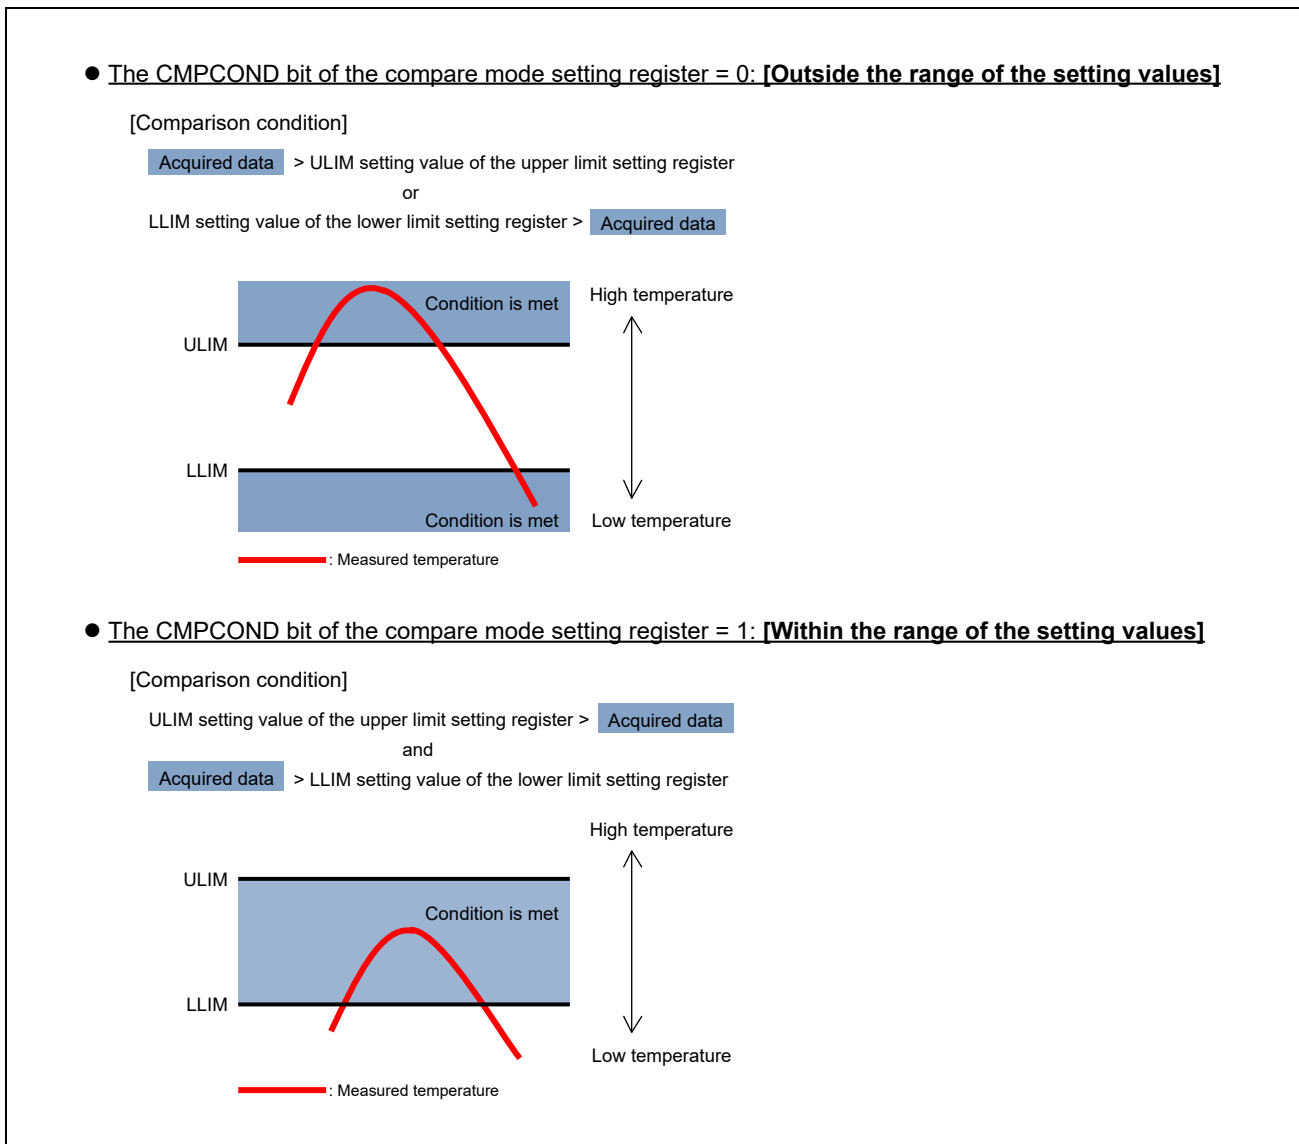 ● The CMPCOND bit of the compare mode setting register = 0: [Outside the range of the setting values]
[Comparison condition]
Acquired data > ULIM setting value of the upper limit setting register
or
LLIM setting value of the lower limit setting register > Acquired data
Condition is met
High temperature
ULIM
LLIM
Condition is met
Low temperature
: Measured temperature
● The CMPCOND bit of the compare mode setting register = 1: [Within the range of the setting values]
[Comparison condition]
ULIM setting value of the upper limit setting register > Acquired data
and
Acquired data > LLIM setting value of the lower limit setting register
High temperature
ULIM
Condition is met
LLIM
Low temperature
: Measured temperature